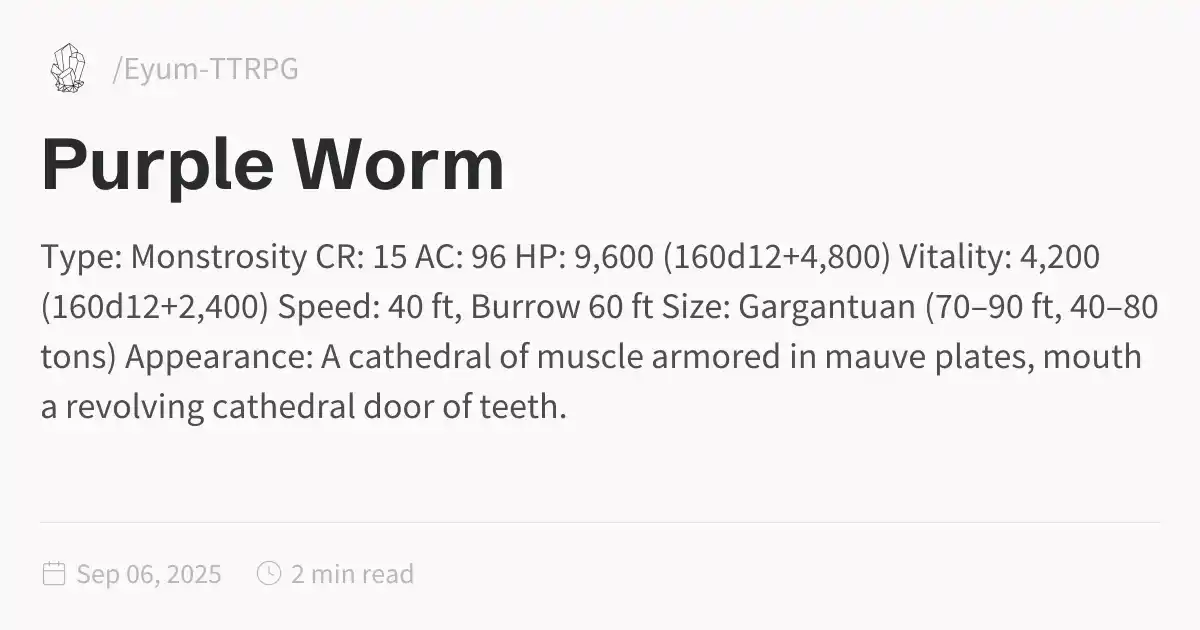 /Eyum-TTRPG
Purple Worm
Type: Monstrosity CR: 15 AC: 96 HP: 9,600 (160d12+4,800) Vitality: 4,200
(160d12+2,400) Speed: 40 ft, Burrow 60 ft Size: Gargantuan (70–90 ft, 40–80
tons) Appearance: A cathedral of muscle armored in mauve plates, mouth
a revolving cathedral door of teeth.
Sep 06, 2025 2 min read